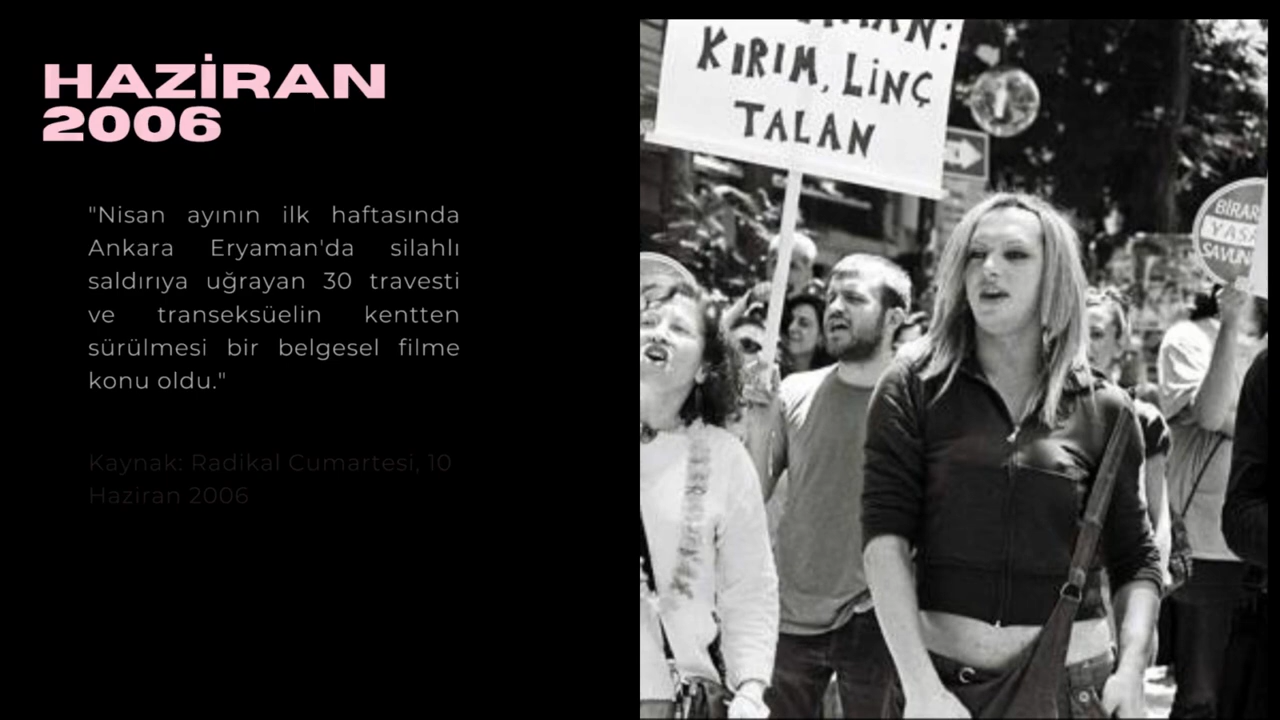 HAZİRAN
2006
"Nisan ayının ilk haftasında
Ankara Eryaman'da silahlı
saldırıya uğrayan 30 travesti
ve transeksüelin kentten
sürülmesi bir belgesel filme
konu oldu."
Kaynak: Radikal Cumartesi, 10
Haziran 2006
KIRIM, LİNÇ
TALAN